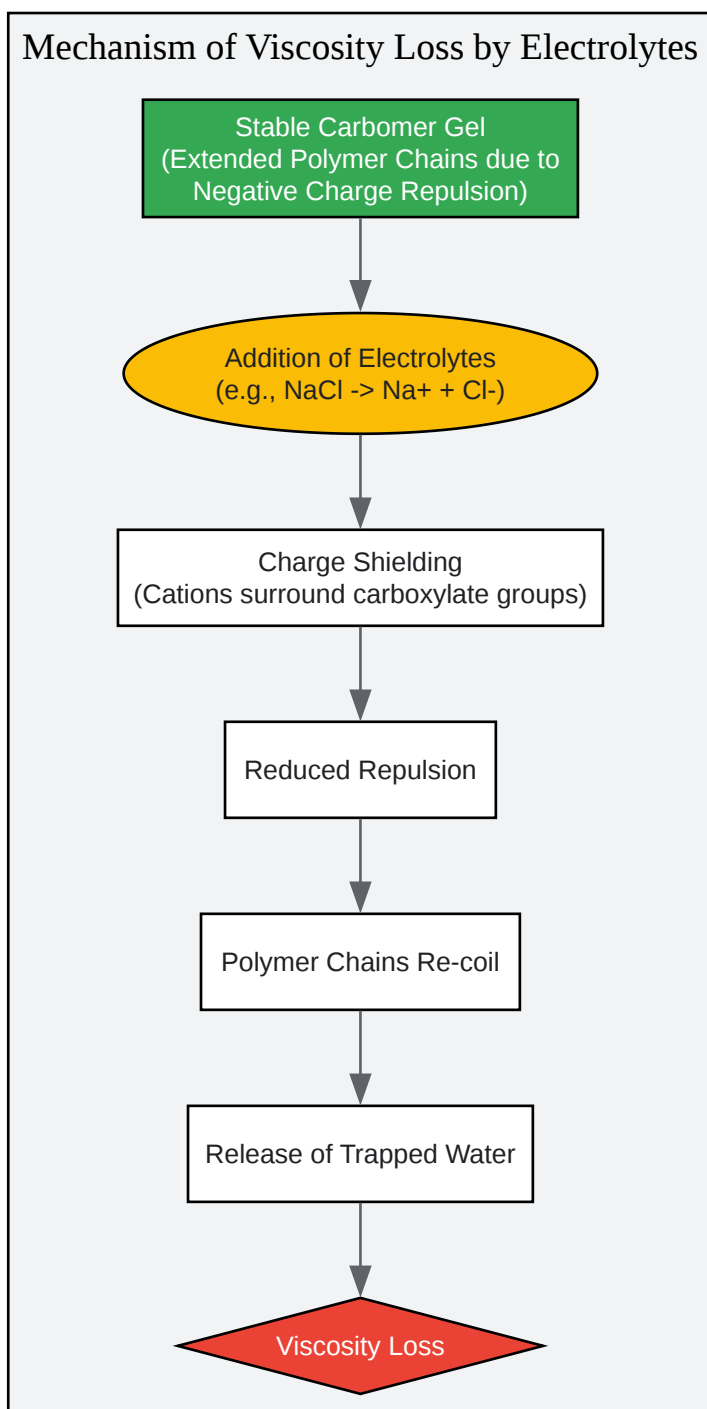 Mechanism of Viscosity Loss by Electrolytes
Stable Carbomer Gel
(Extended Polymer Chains due to
Negative Charge Repulsion)
Addition of Electrolytes
(e.g., NaCl -> Na+ + Cl-)
Charge Shielding
(Cations surround carboxylate groups)
Reduced Repulsion
Polymer Chains Re-coil
Release of Trapped Water
Viscosity Loss